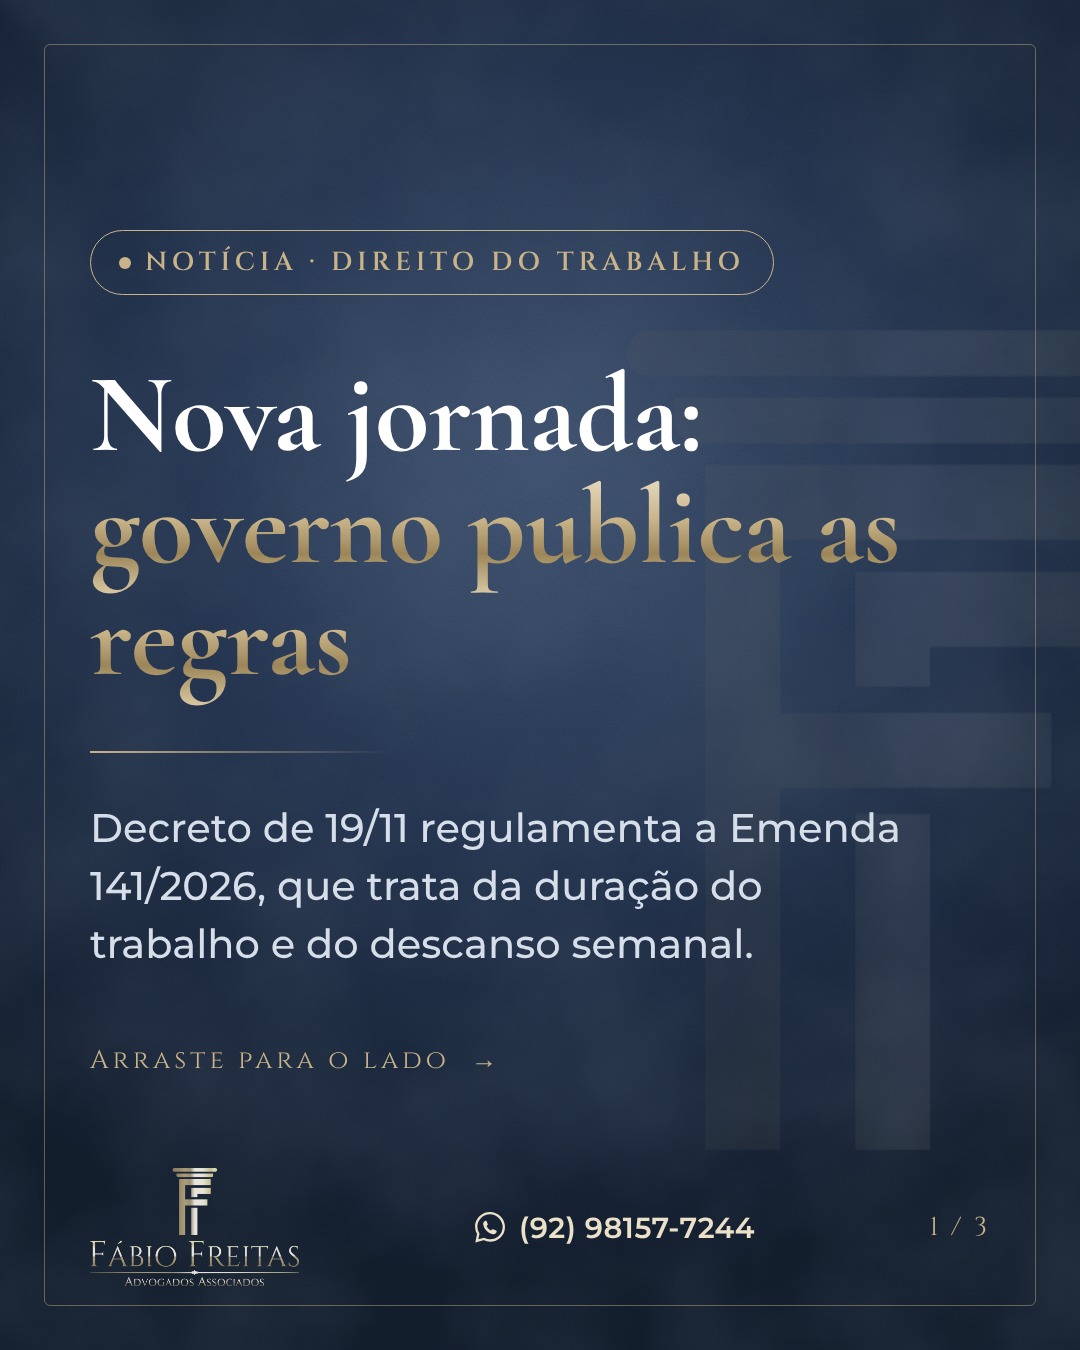 • NOTÍCIA · DIREITO DO TRABALHO
Nova jornada:
governo publica as
regras
Decreto de 19/11 regulamenta a Emenda
141/2026, que trata da duração do
trabalho e do descanso semanal.
ARRASTE PARA O LADO →
FÁBIO FREITAS
ADVOGADOS ASSOCIADOS
(92) 98157-7244
1 / 3